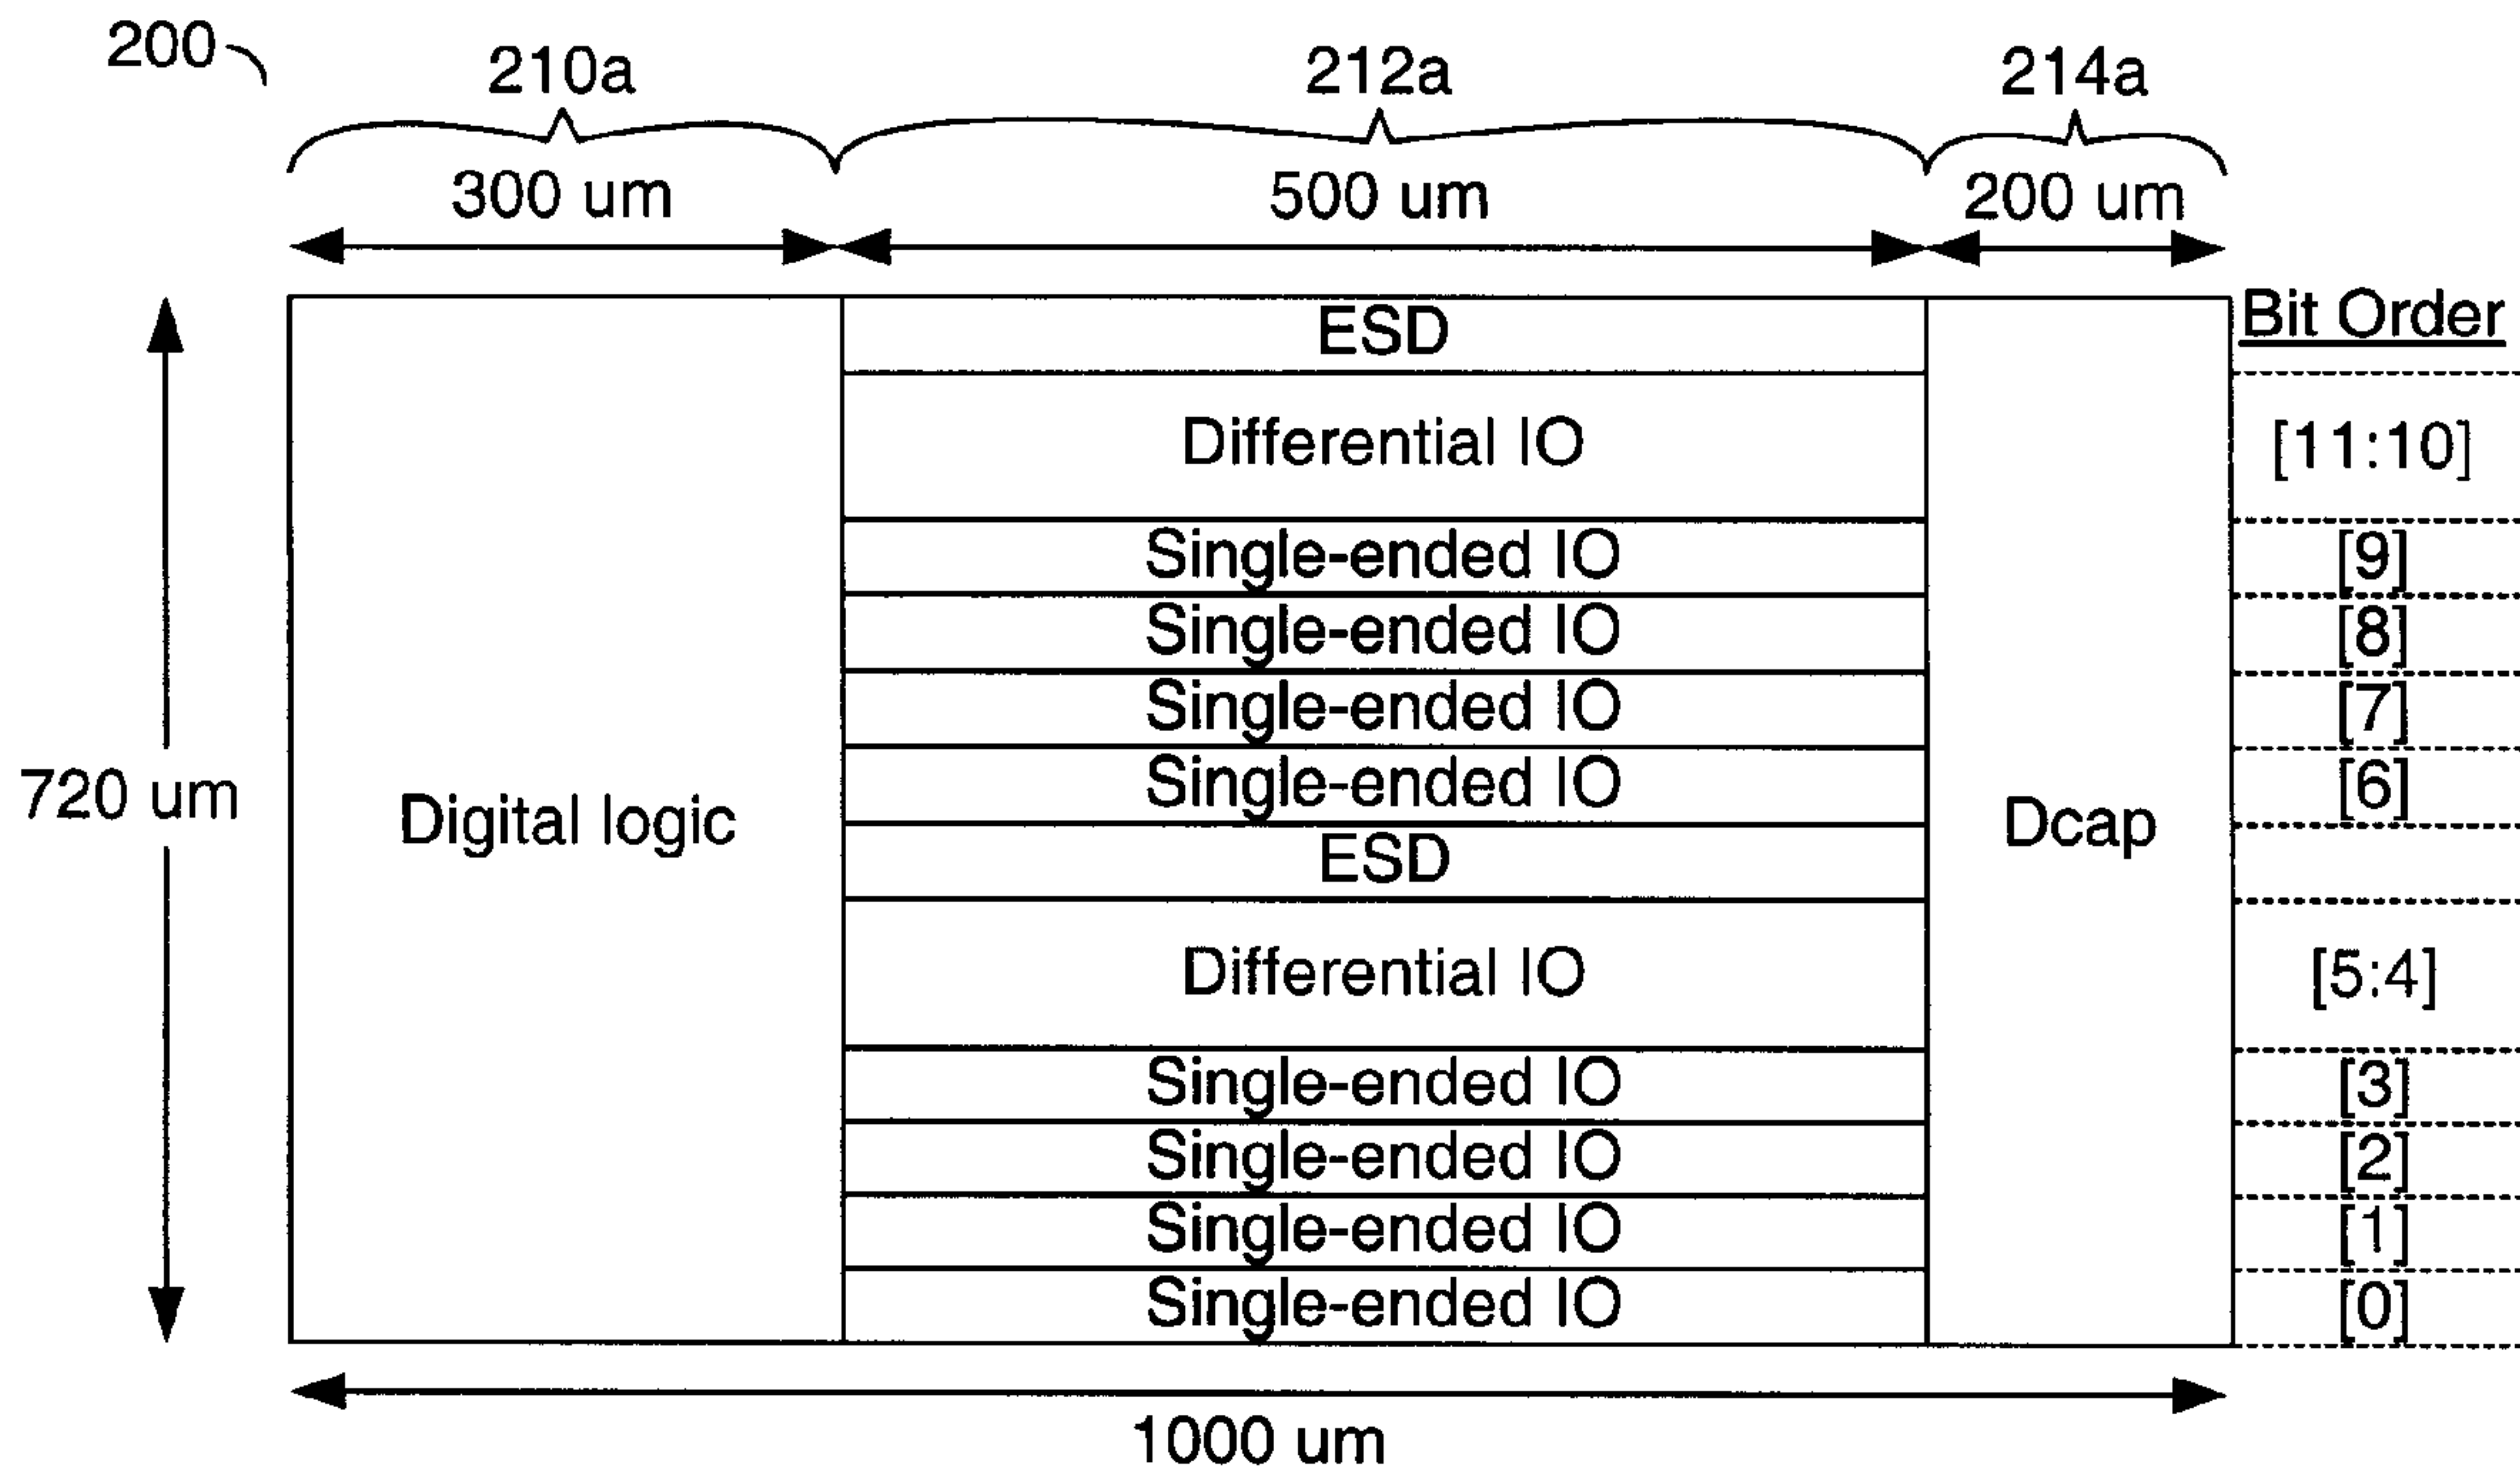 200
210a 212a 214a
300 um 500 um 200 um
ESD Bit Order
Differential IO [11:10]
Single-ended IO [9]
Single-ended IO [8]
Single-ended IO [7]
Single-ended IO [6]
720 um Digital logic Dcap
ESD
Differential IO [5:4]
Single-ended IO [3]
Single-ended IO [2]
Single-ended IO [1]
Single-ended IO [0]
1000 um